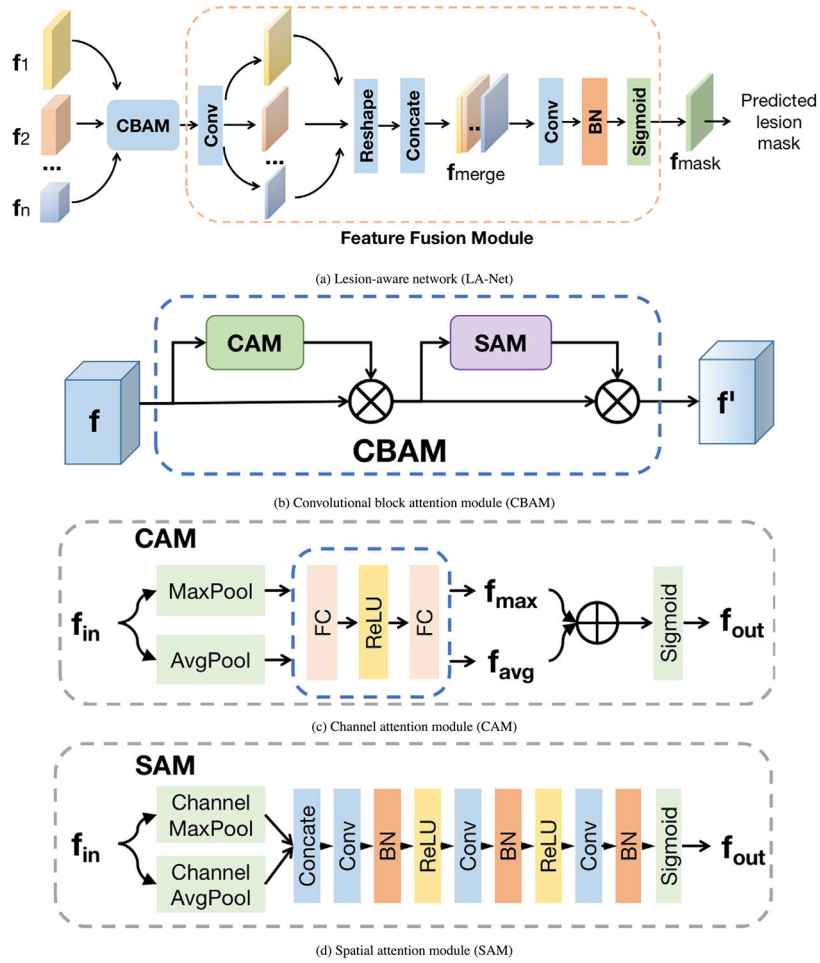 f1
f2
...
fn
CBAM
Conv
...
Reshape
Concate
..
fmerge
Conv
BN
Sigmoid
fmask
Predicted
lesion
mask
Feature Fusion Module
(a) Lesion-aware network (LA-Net)
f
CAM
SAM
f'
CBAM
(b) Convolutional block attention module (CBAM)
CAM
fin
MaxPool
AvgPool
FC
ReLU
FC
fmax
favg
Sigmoid
fout
(c) Channel attention module (CAM)
SAM
fin
Channel
MaxPool
Channel
AvgPool
Concate
Conv
BN
ReLU
Conv
BN
ReLU
Conv
BN
Sigmoid
fout
(d) Spatial attention module (SAM)